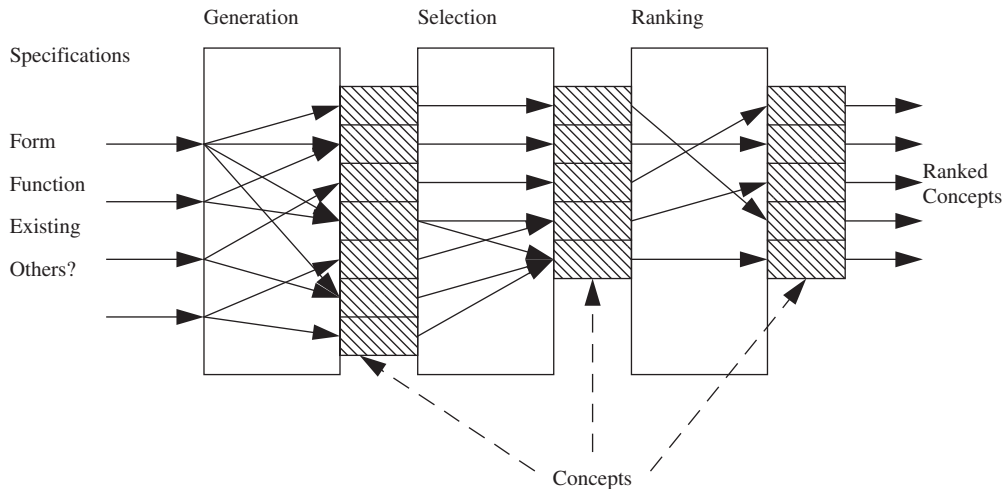 Generation
Selection
Ranking
Specifications
Form
Function
Existing
Others?
Ranked
Concepts
Concepts